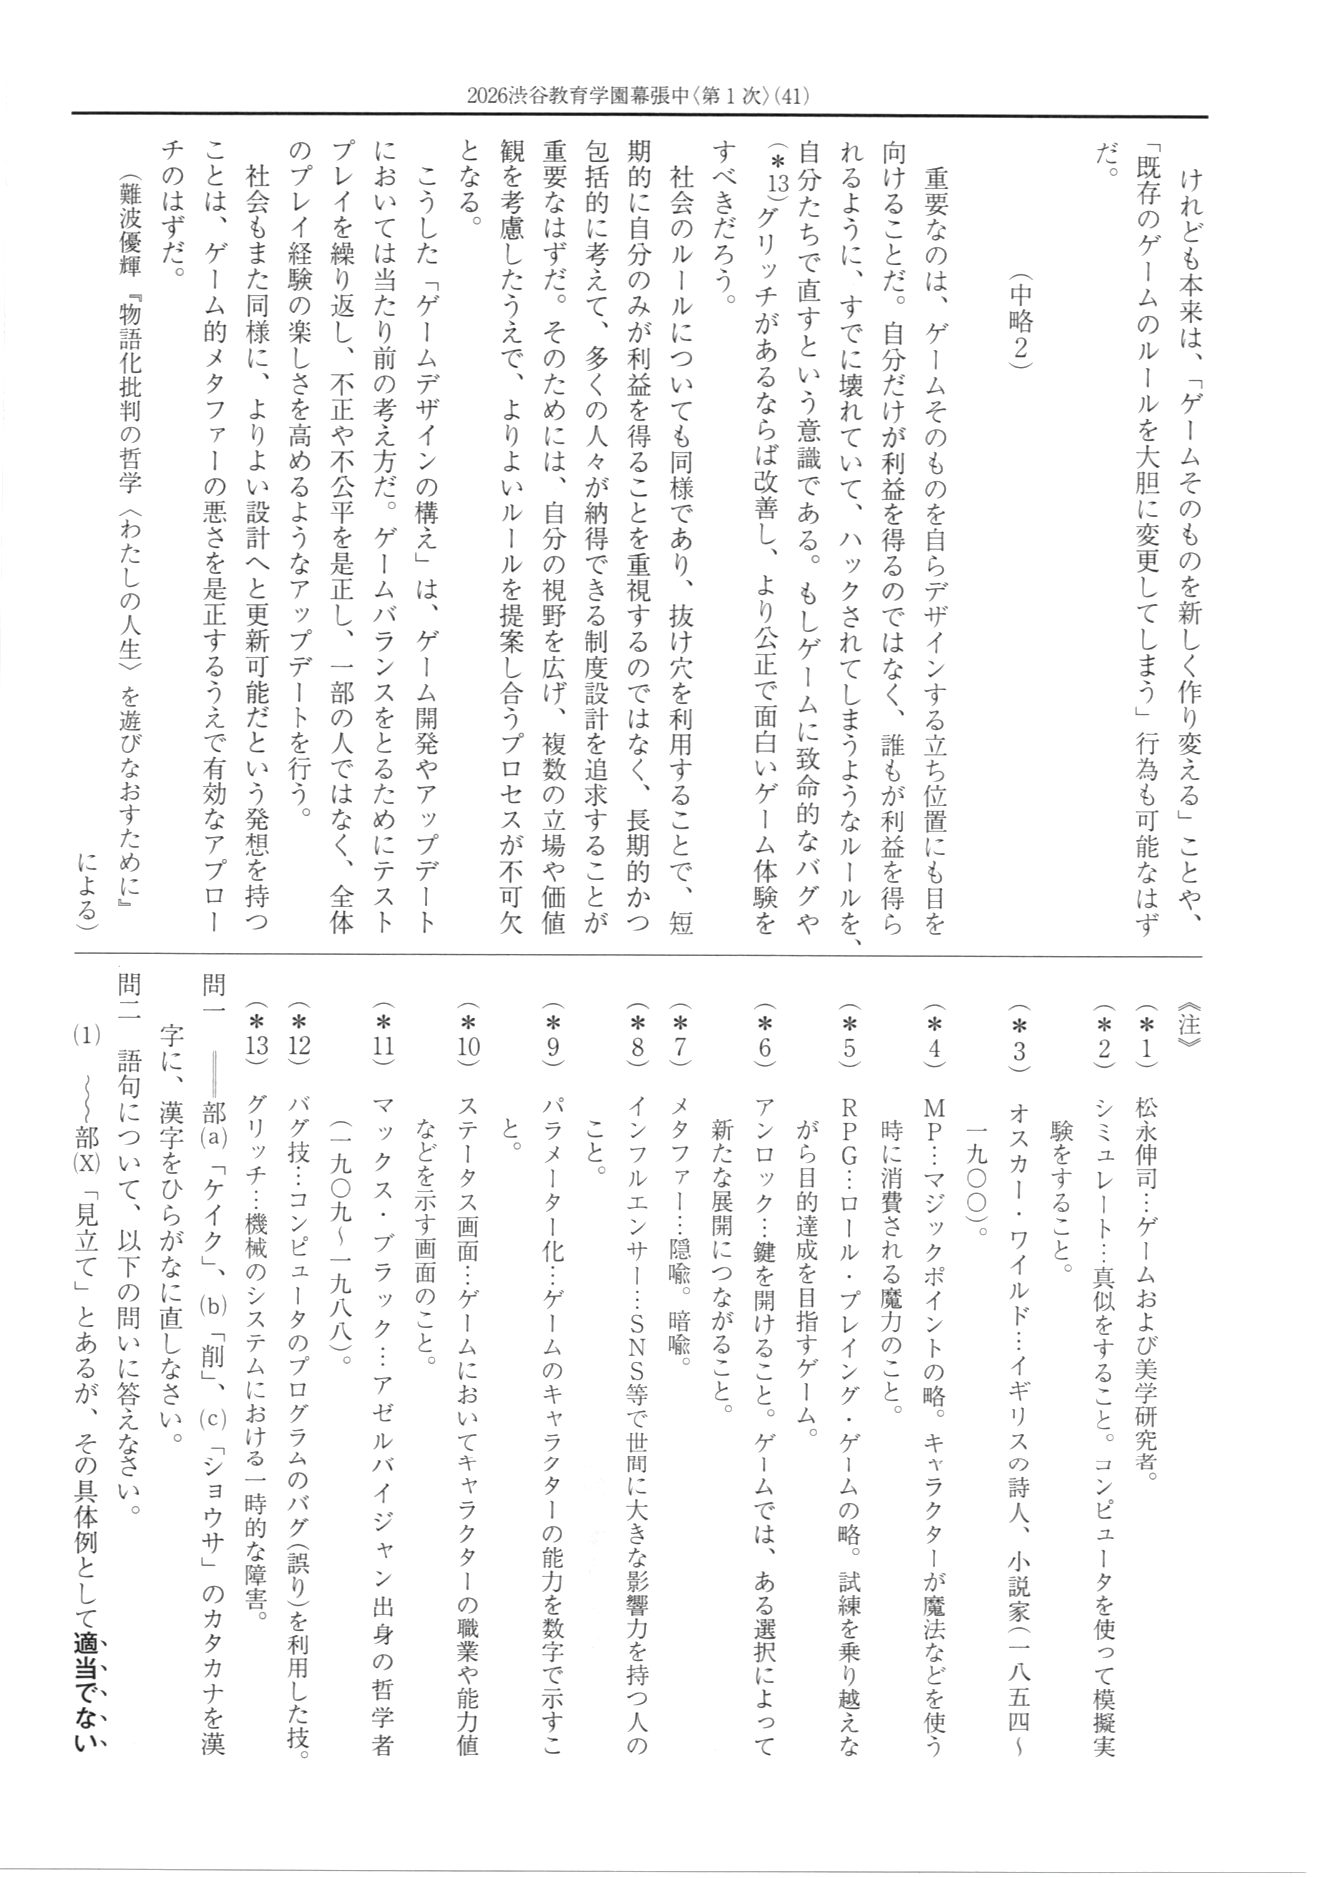 2026渋谷教育学園幕張中〈第1次〉(41)
けれども本来は、「ゲームそのものを新しく作り変える」ことや、
「既存のゲームのルールを大胆に変更してしまう」行為も可能なはず
だ。
（中略2）
重要なのは、ゲームそのものを自らデザインする立ち位置にも目を
向けることだ。自分だけが利益を得るのではなく、誰もが利益を得ら
れるように、すでに壊れていて、ハックされてしまうようなルールを、
自分たちで直すという意識である。もしゲームに致命的なバグや
(＊13)グリッチがあるならば改善し、より公正で面白いゲーム体験を
すべきだろう。
社会のルールについても同様であり、抜け穴を利用することで、短
期的に自分のみが利益を得ることを重視するのではなく、長期的かつ
包括的に考えて、多くの人々が納得できる制度設計を追求することが
重要なはずだ。そのためには、自分の視野を広げ、複数の立場や価値
観を考慮したうえで、よりよいルールを提案し合うプロセスが不可欠
となる。
こうした「ゲームデザインの構え」は、ゲーム開発やアップデート
においては当たり前の考え方だ。ゲームバランスをとるためにテスト
プレイを繰り返し、不正や不公平を是正し、一部の人ではなく、全体
のプレイ経験の楽しさを高めるようなアップデートを行う。
社会もまた同様に、よりよい設計へと更新可能だという発想を持つ
ことは、ゲーム的メタファーの悪さを是正するうえで有効なアプロー
チのはずだ。
（難波優輝『物語化批判の哲学〈わたしの人生〉を遊びなおすために』
による）
《注》
(＊1) 松永伸司…ゲームおよび美学研究者。
(＊2) シミュレート…真似をすること。コンピュータを使って模擬実
験をすること。
(＊3) オスカー・ワイルド…イギリスの詩人、小説家(一八五四～
一九〇〇)。
(＊4) MP…マジックポイントの略。キャラクターが魔法などを使う
時に消費される魔力のこと。
(＊5) RPG…ロール・プレイング・ゲームの略。試練を乗り越えな
がら目的達成を目指すゲーム。
(＊6) アンロック…鍵を開けること。ゲームでは、ある選択によって
新たな展開につながること。
(＊7) メタファー…隠喩。暗喩。
(＊8) インフルエンサー…SNS等で世間に大きな影響力を持つ人の
こと。
(＊9) パラメーター化…ゲームのキャラクターの能力を数字で示すこ
と。
(＊10) ステータス画面…ゲームにおいてキャラクターの職業や能力値
などを示す画面のこと。
(＊11) マックス・ブラック…アゼルバイジャン出身の哲学者
(一九〇九～一九八八)。
(＊12) バグ技…コンピュータのプログラムのバグ(誤り)を利用した技。
(＊13) グリッチ…機械のシステムにおける一時的な障害。
問一 ══部(a)「ケイク」、(b)「削」、(c)「ショウサ」のカタカナを漢
字に、漢字をひらがなに直しなさい。
問二 語句について、以下の問いに答えなさい。
(1) 〜〜部(X)「見立て」とあるが、その具体例として適当でない